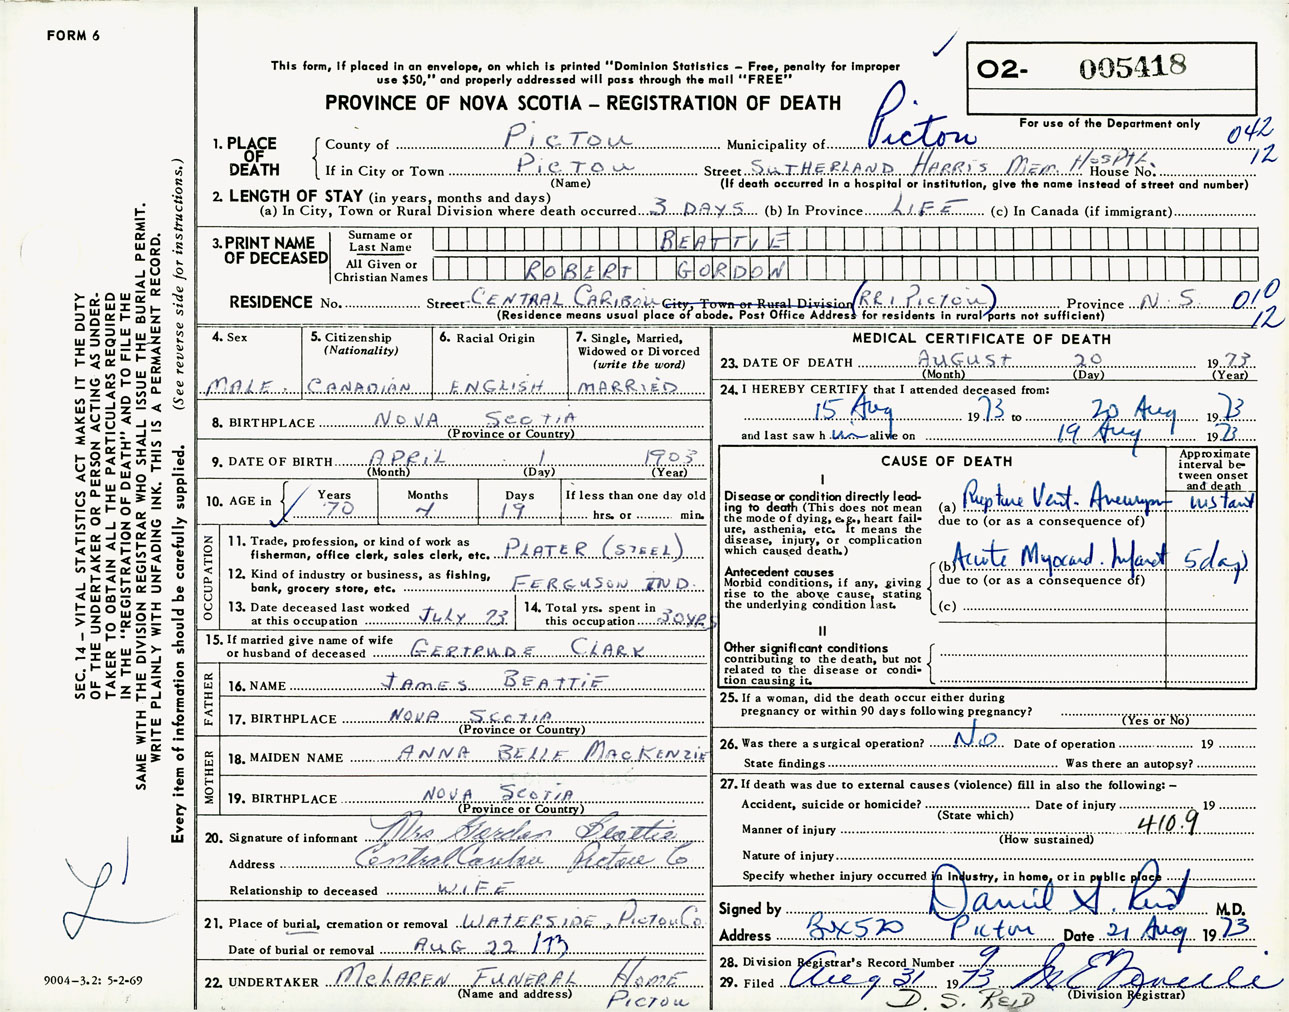 FORM 6
This form, if placed in an envelope, on which is printed "Dominion Statistics – Free, penalty for improper
use $50," and properly addressed will pass through the mail "FREE"
PROVINCE OF NOVA SCOTIA – REGISTRATION OF DEATH
O2- 005418
For use of the Department only
042
12
1. PLACE OF DEATH
County of PICTOU Municipality of Pictou
If in City or Town PICTOU Street SUTHERLAND HARRIS MEM. HOSPTL. House No.
(Name) (If death occurred in a hospital or institution, give the name instead of street and number)
2. LENGTH OF STAY (in years, months and days)
(a) In City, Town or Rural Division where death occurred 3 DAYS (b) In Province LIFE (c) In Canada (if immigrant)
3. PRINT NAME OF DECEASED
Surname or Last Name BEATTIE
All Given or Christian Names ROBERT GORDON
RESIDENCE No. Street CENTRAL CARIBOU City, Town or Rural Division (RR1 PICTOU) Province N.S
(Residence means usual place of abode. Post Office Address for residents in rural parts not sufficient)
010
12
4. Sex MALE.
5. Citizenship (Nationality) CANADIAN
6. Racial Origin ENGLISH
7. Single, Married, Widowed or Divorced (write the word) MARRIED
8. BIRTHPLACE NOVA SCOTIA
(Province or Country)
9. DATE OF BIRTH APRIL 1 1903
(Month) (Day) (Year)
10. AGE in Years 70 Months 4 Days 19 If less than one day old hrs. or min.
OCCUPATION
11. Trade, profession, or kind of work as
fisherman, office clerk, sales clerk, etc. PLATER (STEEL)
12. Kind of industry or business, as fishing,
bank, grocery store, etc. FERGUSON IND.
13. Date deceased last worked
at this occupation JULY 73
14. Total yrs. spent in
this occupation 30YRS
15. If married give name of wife
or husband of deceased GERTRUDE CLARK
FATHER
16. NAME JAMES BEATTIE
17. BIRTHPLACE NOVA SCOTIA
(Province or Country)
MOTHER
18. MAIDEN NAME ANNA BELLE MACKENZIE
19. BIRTHPLACE NOVA SCOTIA
(Province or Country)
20. Signature of informant Mrs Gordon Beattie
Address Central Caribou Pictou Co
Relationship to deceased WIFE
21. Place of burial, cremation or removal WATERSIDE, PICTOU CO.
Date of burial or removal AUG 22 /73
22. UNDERTAKER McLAREN FUNERAL HOME
(Name and address) PICTOU
MEDICAL CERTIFICATE OF DEATH
23. DATE OF DEATH AUGUST 20 1973
(Month) (Day) (Year)
24. I HEREBY CERTIFY that I attended deceased from:
15 Aug 1973 to 20 Aug 1973
and last saw him alive on 19 Aug 1973
CAUSE OF DEATH
Approximate interval between onset and death
I
Disease or condition directly leading to death (This does not mean the mode of dying, e.g., heart failure, asthenia, etc. It means the disease, injury, or complication which caused death.)
(a) Rupture Vent. Aneurysm instant
due to (or as a consequence of)
Antecedent causes
Morbid conditions, if any, giving rise to the above cause, stating the underlying condition last.
(b) Acute Myocard. Infarct 5 days
due to (or as a consequence of)
(c)
II
Other significant conditions
contributing to the death, but not related to the disease or condition causing it.
25. If a woman, did the death occur either during
pregnancy or within 90 days following pregnancy?
(Yes or No)
26. Was there a surgical operation? No Date of operation 19
State findings Was there an autopsy?
27. If death was due to external causes (violence) fill in also the following: –
Accident, suicide or homicide? Date of injury 19
(State which)
Manner of injury 410.9
(How sustained)
Nature of injury
Specify whether injury occurred in Industry, in home, or in public place
Signed by Daniel S. Reid M.D.
Address Box 520 Pictou Date 21 Aug 1973
28. Division Registrar's Record Number 9
29. Filed Aug 31 1973
(Division Registrar)
D. S. REID
SEC. 14 – VITAL STATISTICS ACT MAKES IT THE DUTY
OF THE UNDERTAKER OR PERSON ACTING AS UNDER-
TAKER TO OBTAIN ALL THE PARTICULARS REQUIRED
IN THE "REGISTRATION OF DEATH" AND TO FILE THE
SAME WITH THE DIVISION REGISTRAR WHO SHALL ISSUE THE BURIAL PERMIT.
WRITE PLAINLY WITH UNFADING INK. THIS IS A PERMANENT RECORD.
Every item of information should be carefully supplied. (See reverse side for instructions.)
9004-3.2: 5-2-69